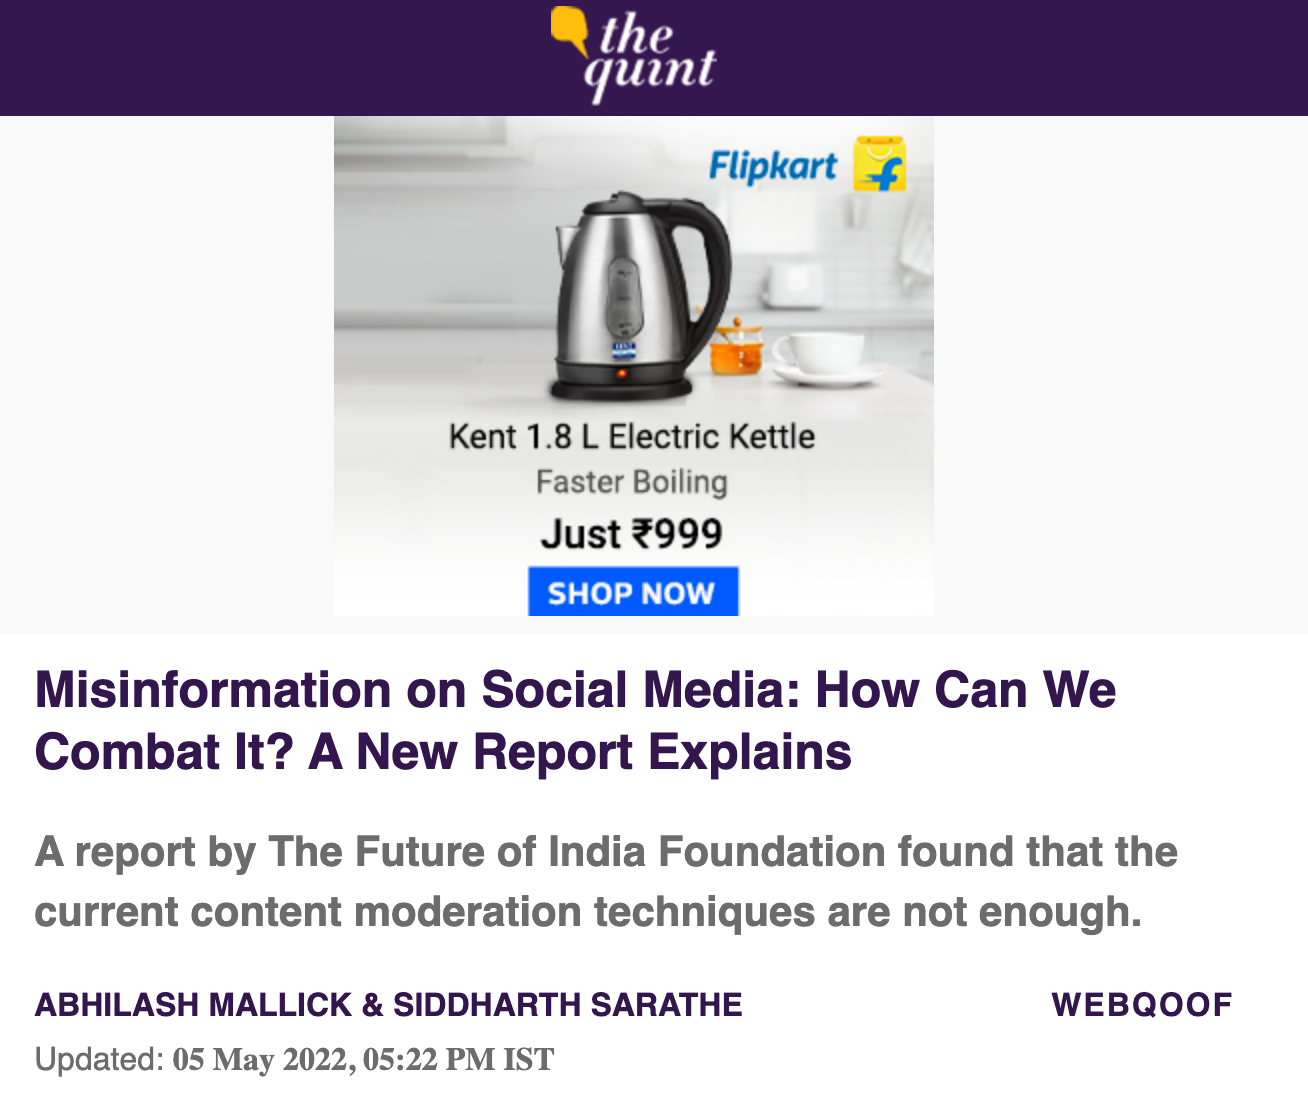 the
quint
Flipkart
Kent 1.8 L Electric Kettle
Faster Boiling
Just ₹999
SHOP NOW
Misinformation on Social Media: How Can We
Combat It? A New Report Explains
A report by The Future of India Foundation found that the
current content moderation techniques are not enough.
ABHILASH MALLICK & SIDDHARTH SARATHE WEBQOOF
Updated: 05 May 2022, 05:22 PM IST